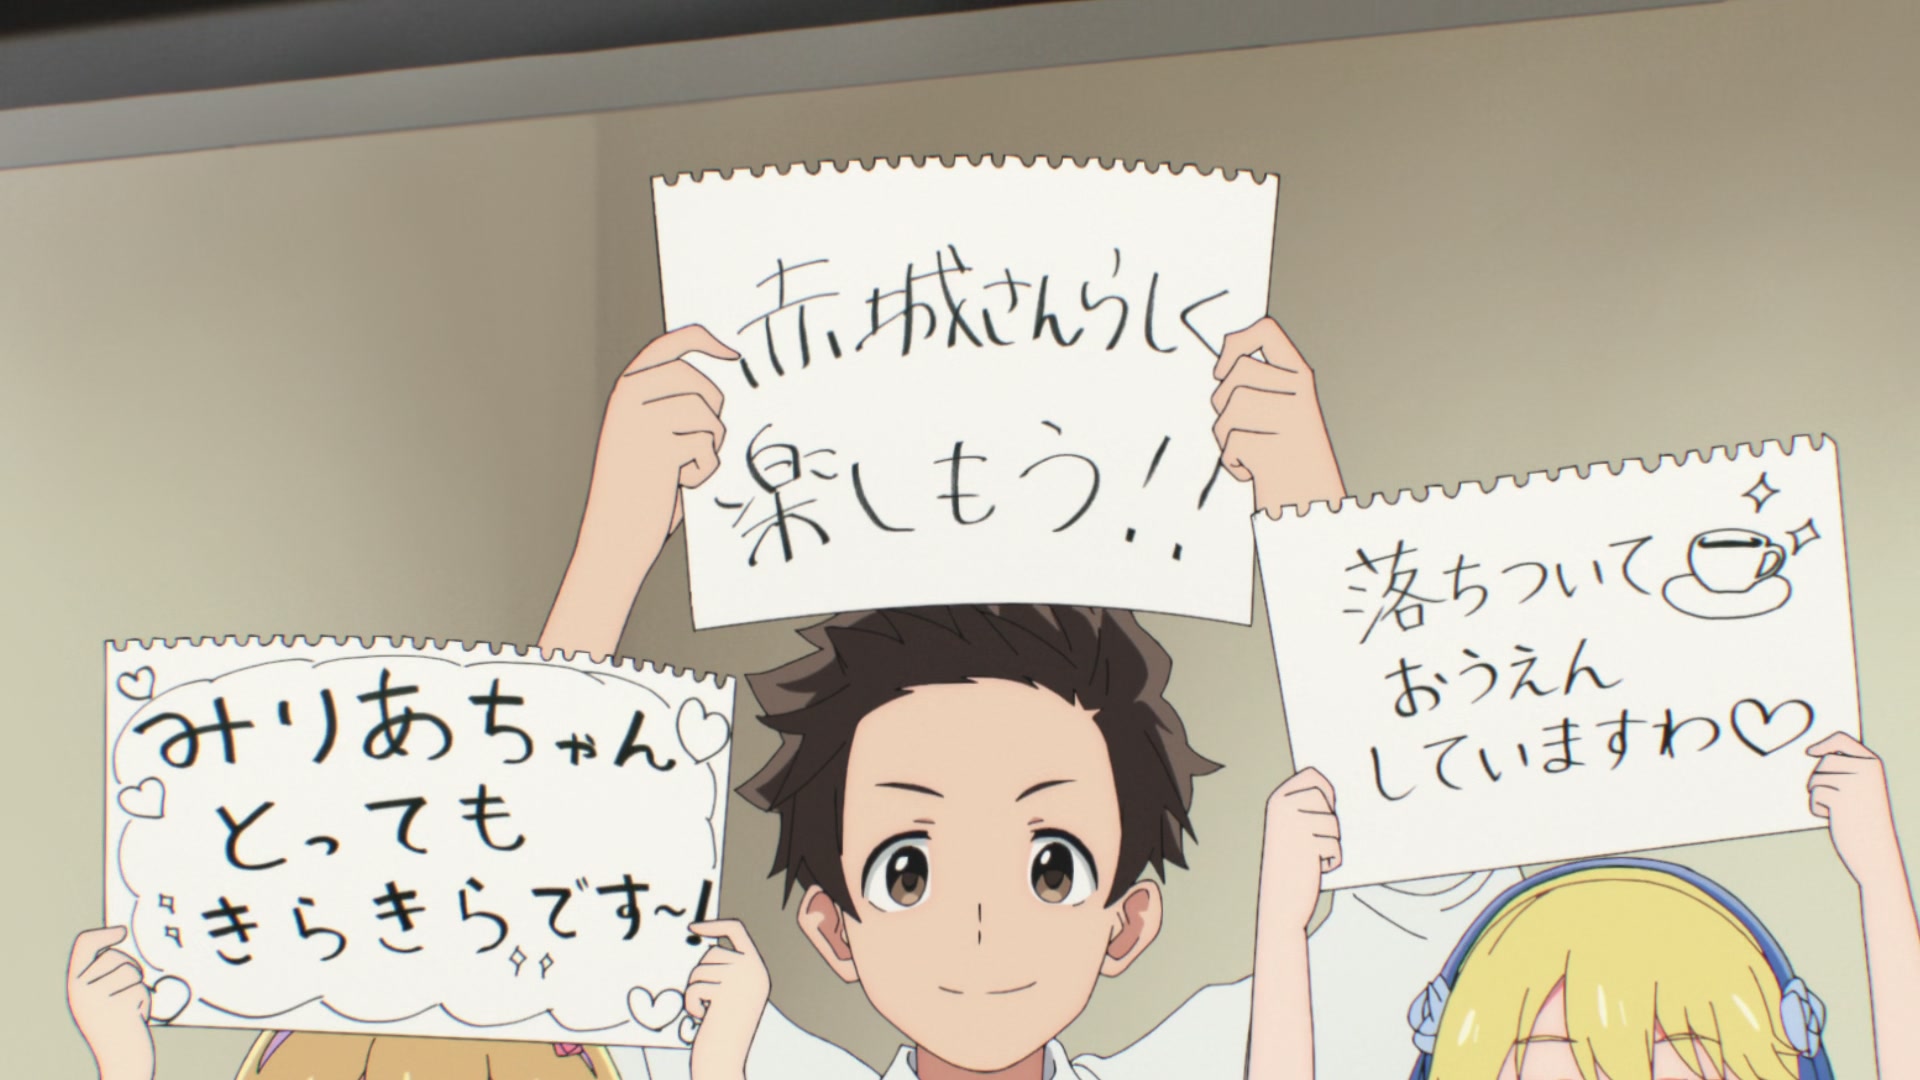 赤城さんらしく
楽しもう!!
みりあちゃん
とっても
きらきらです~!
落ちついて
おうえん
していますわ♡